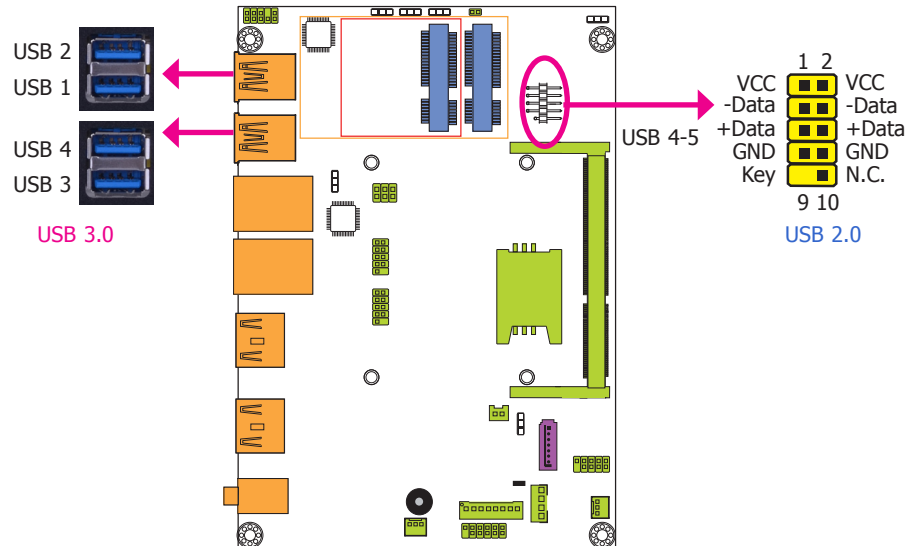 USB 2
USB 1
USB 4
USB 3
USB 3.0
USB 4-5
1 2
VCC VCC
-Data -Data
+Data +Data
GND GND
Key N.C.
9 10
USB 2.0